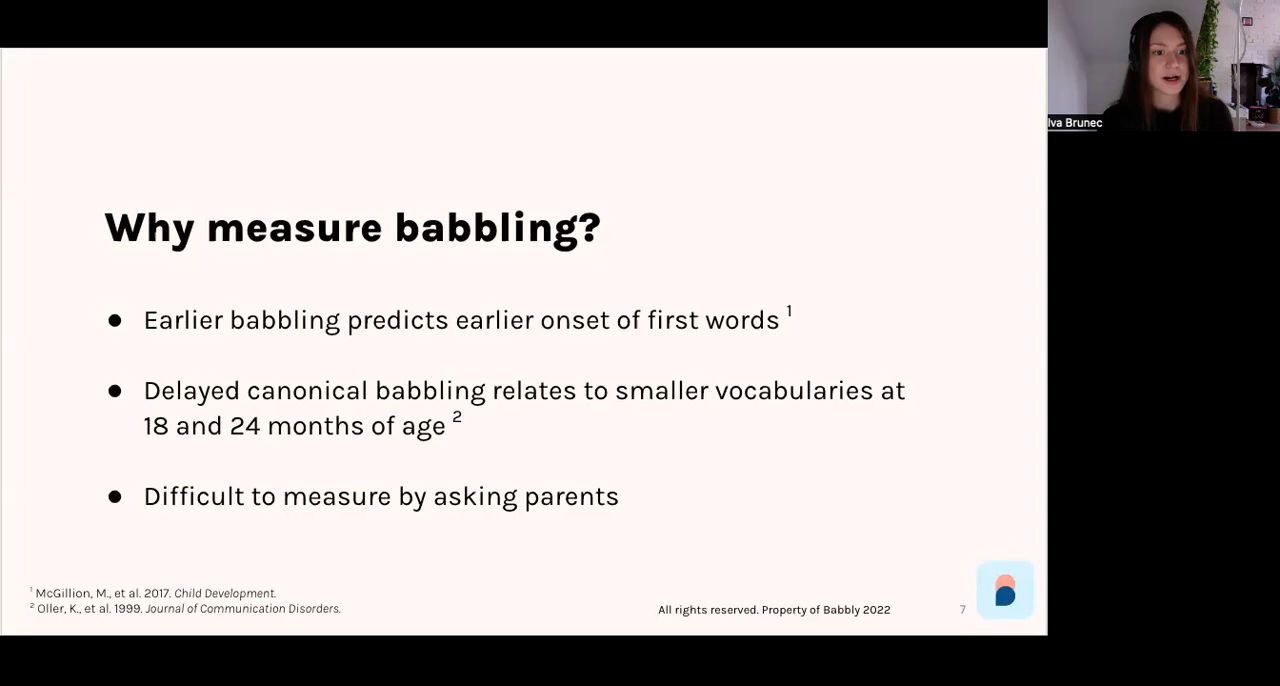 Iva Brunec
Why measure babbling?
● Earlier babbling predicts earlier onset of first words 1
● Delayed canonical babbling relates to smaller vocabularies at
18 and 24 months of age 2
● Difficult to measure by asking parents
1 McGillion, M., et al. 2017. Child Development.
2 Oller, K., et al. 1999. Journal of Communication Disorders.
All rights reserved. Property of Babbly 2022
7